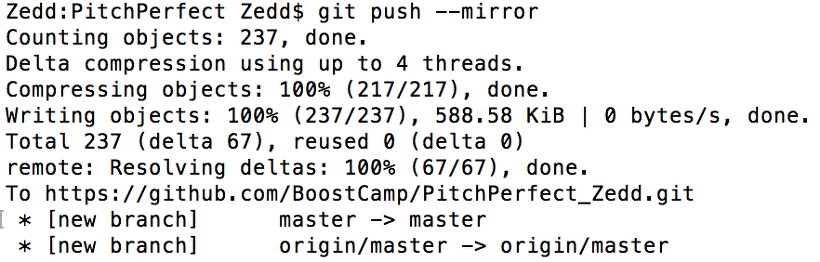 Zedd:PitchPerfect Zedd$ git push --mirror
Counting objects: 237, done.
Delta compression using up to 4 threads.
Compressing objects: 100% (217/217), done.
Writing objects: 100% (237/237), 588.58 KiB | 0 bytes/s, done.
Total 237 (delta 67), reused 0 (delta 0)
remote: Resolving deltas: 100% (67/67), done.
To https://github.com/BoostCamp/PitchPerfect_Zedd.git
[ * [new branch]      master -> master
 * [new branch]      origin/master -> origin/master